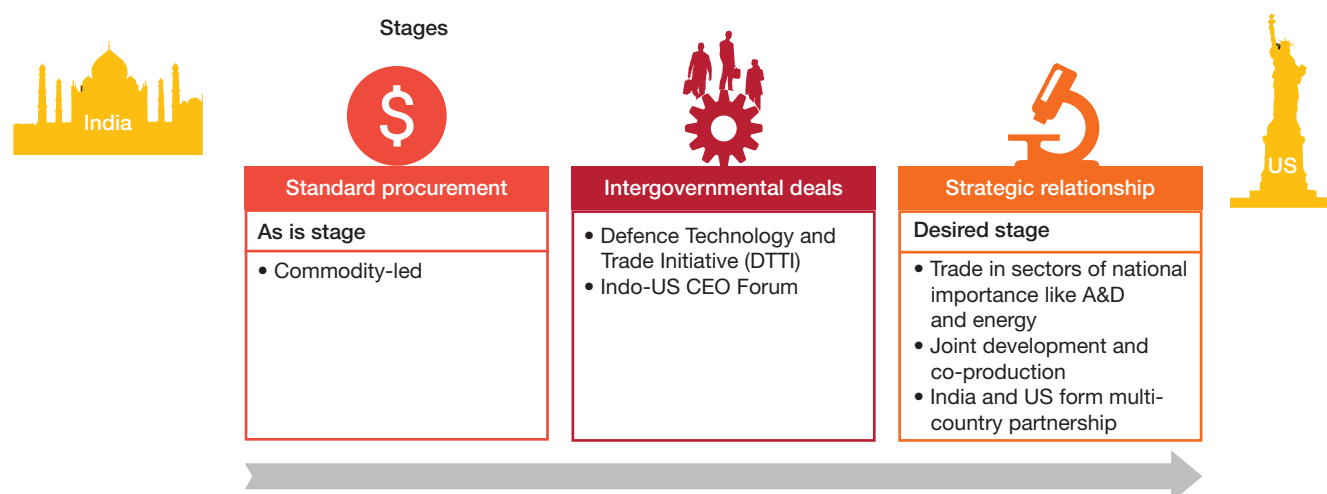 Stages
India
$
US
Standard procurement
As is stage
• Commodity-led
Intergovernmental deals
• Defence Technology and
Trade Initiative (DTTI)
• Indo-US CEO Forum
Strategic relationship
Desired stage
• Trade in sectors of national
importance like A&D
and energy
• Joint development and
co-production
• India and US form multi-
country partnership